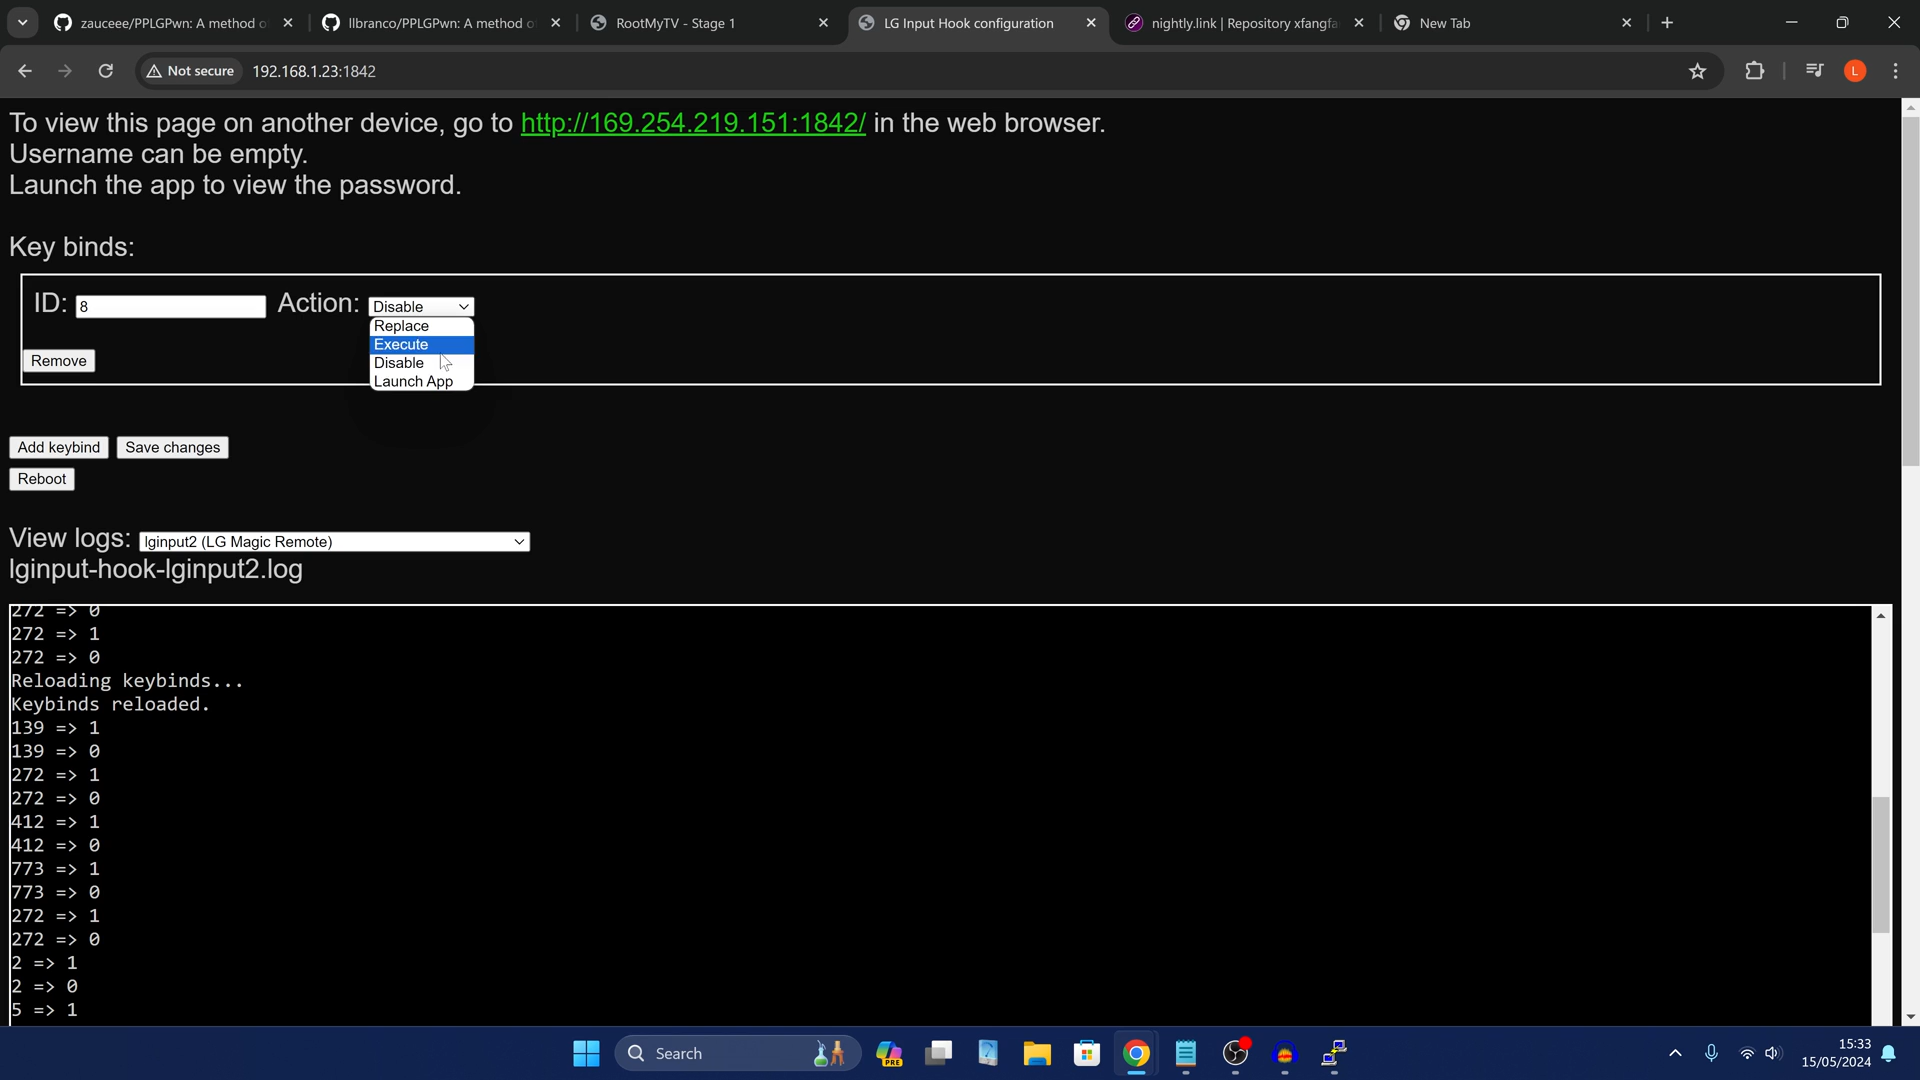 zauceee/PPLGPwn: A method o
llbranco/PPLGPwn: A method o
RootMyTV - Stage 1
LG Input Hook configuration
nightly.link | Repository xfangfa
New Tab
Not secure
192.168.1.23:1842
L
To view this page on another device, go to http://169.254.219.151:1842/ in the web browser.
Username can be empty.
Launch the app to view the password.
Key binds:
ID: 8 Action: Disable
Replace
Execute
Disable
Launch App
Remove
Add keybind Save changes
Reboot
View logs: lginput2 (LG Magic Remote)
lginput-hook-lginput2.log
272 => 0
272 => 1
272 => 0
Reloading keybinds...
Keybinds reloaded.
139 => 1
139 => 0
272 => 1
272 => 0
412 => 1
412 => 0
773 => 1
773 => 0
272 => 1
272 => 0
2 => 1
2 => 0
5 => 1
Search
PRE
15:33
15/05/2024